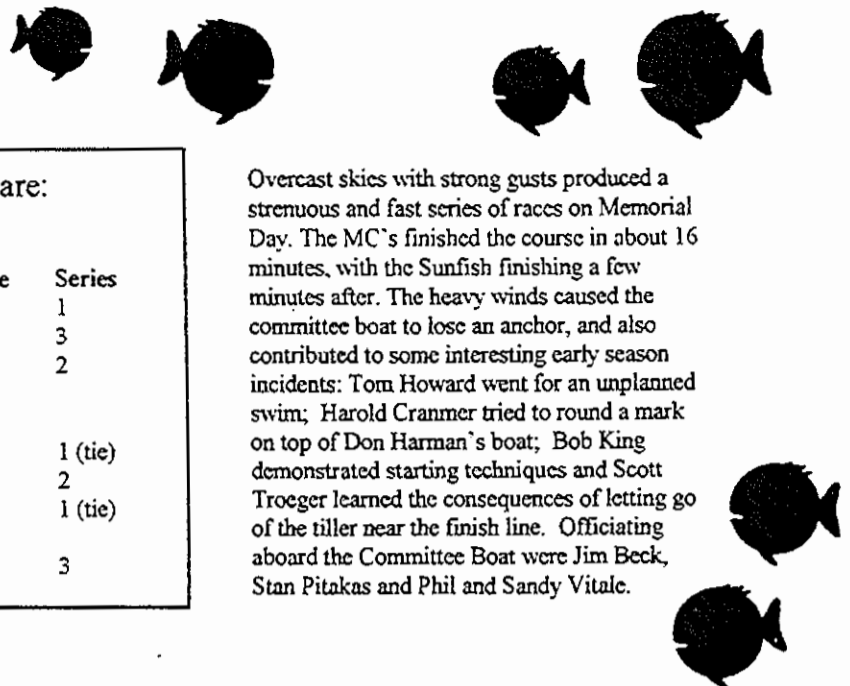 are:
e Series
1
3
2
1 (tie)
2
1 (tie)
3
Overcast skies with strong gusts produced a
strenuous and fast series of races on Memorial
Day. The MC`s finished the course in about 16
minutes, with the Sunfish finishing a few
minutes after. The heavy winds caused the
committee boat to lose an anchor, and also
contributed to some interesting early season
incidents: Tom Howard went for an unplanned
swim; Harold Cranmer tried to round a mark
on top of Don Harman`s boat; Bob King
demonstrated starting techniques and Scott
Troeger learned the consequences of letting go
of the tiller near the finish line. Officiating
aboard the Committee Boat were Jim Beck,
Stan Pitakas and Phil and Sandy Vitale.